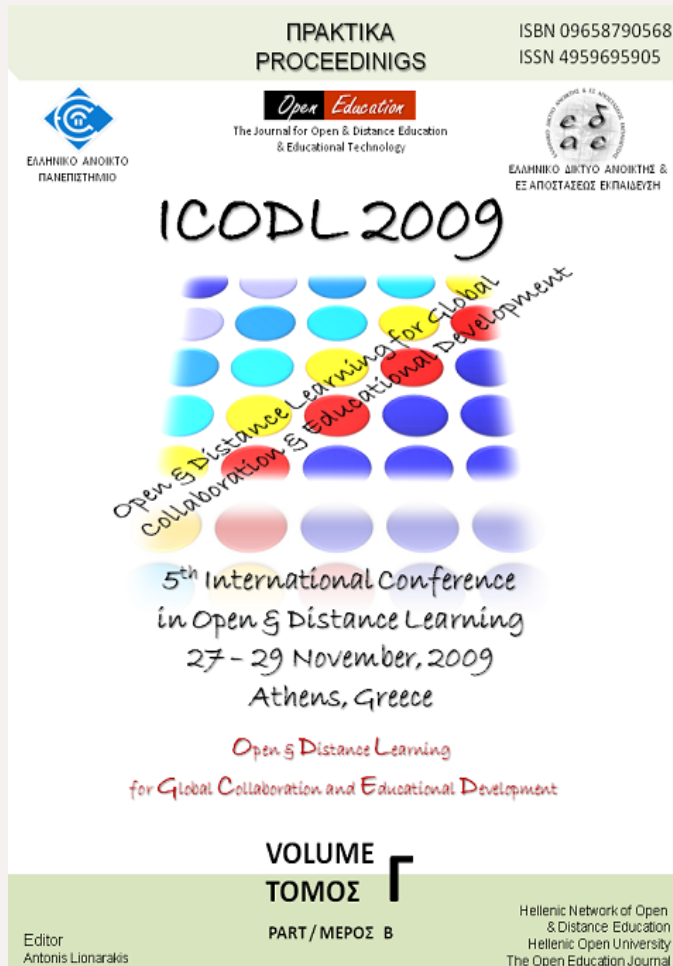 ΠΡΑΚΤΙΚΑ
PROCEEDINIGS
ISBN 09658790568
ISSN 4959695905
ΕΛΛΗΝΙΚΟ ΑΝΟΙΚΤΟ
ΠΑΝΕΠΙΣΤΗΜΙΟ
Open Education
The Journal for Open & Distance Education
& Educational Technology
εδ
αε
ΕΛΛΗΝΙΚΟ ΔΙΚΤΥΟ ΑΝΟΙΚΤΗΣ &
ΕΞ ΑΠΟΣΤΑΣΕΩΣ ΕΚΠΑΙΔΕΥΣΗ
ICODL 2009
Open & Distance Learning for Global
Collaboration & Educational Development
5th International Conference
in Open & Distance Learning
27 – 29 November, 2009
Athens, Greece
Open & Distance Learning
for Global Collaboration and Educational Development
VOLUME
ΤΟΜΟΣ Γ
PART / ΜΕΡΟΣ Β
Editor
Antonis Lionarakis
Hellenic Network of Open
& Distance Education
Hellenic Open University
The Open Education Journal